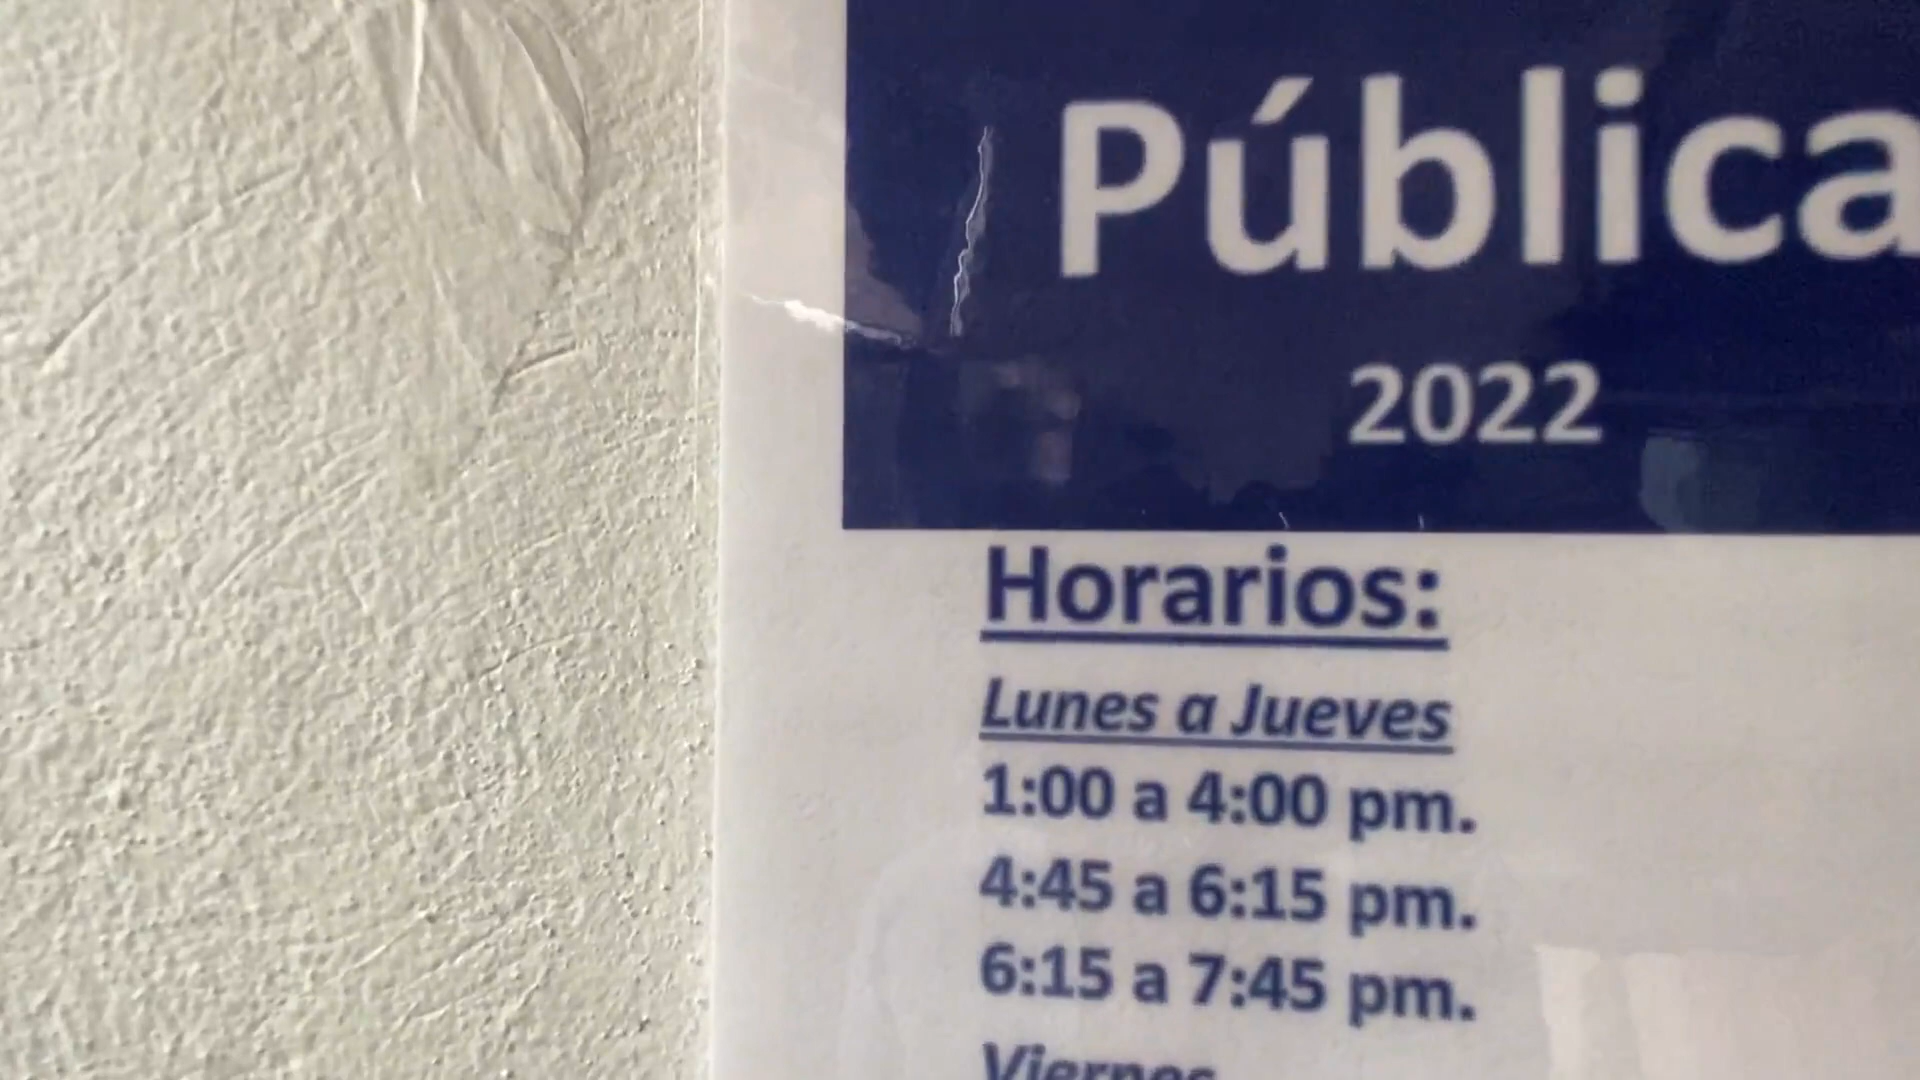 Pública
2022
Horarios:
Lunes a Jueves
1:00 a 4:00 pm.
4:45 a 6:15 pm.
6:15 a 7:45 pm.
Viernes